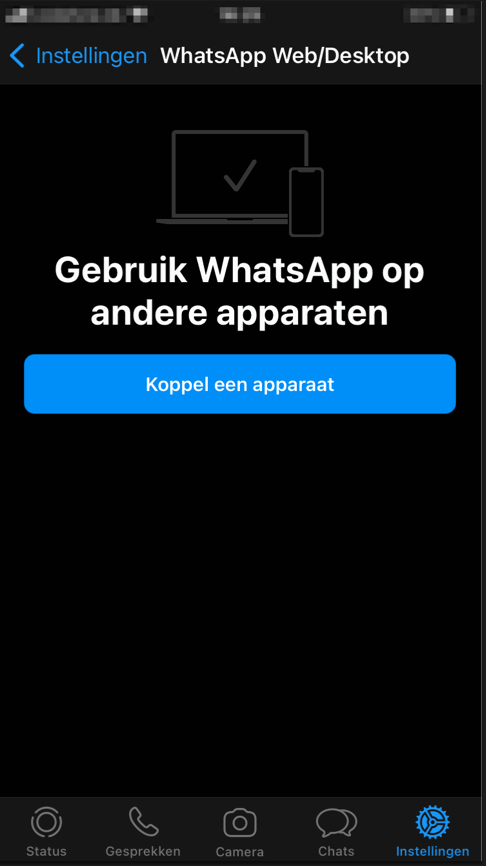 Instellingen WhatsApp Web/Desktop
Gebruik WhatsApp op
andere apparaten
Koppel een apparaat
Status Gesprekken Camera Chats Instellingen